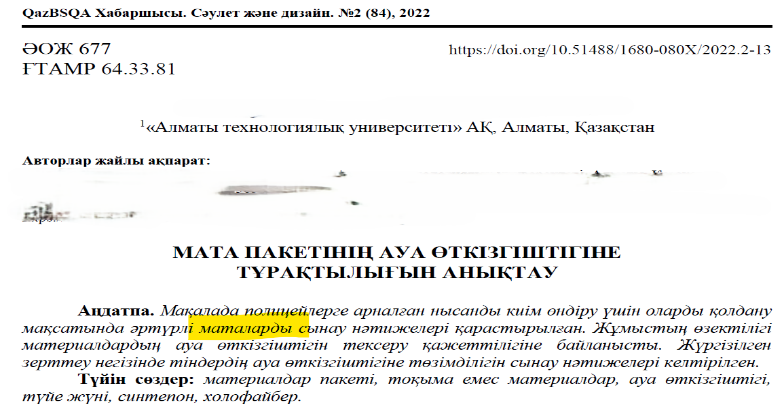 QazBSQA Хабаршысы. Сәулет және дизайн. №2 (84), 2022
ӘОЖ 677 https://doi.org/10.51488/1680-080X/2022.2-13
ҒТАМР 64.33.81
¹«Алматы технологиялық университеті» АҚ, Алматы, Қазақстан
Авторлар жайлы ақпарат:
МАТА ПАКЕТІНІҢ АУА ӨТКІЗГІШТІГІНЕ
ТҰРАҚТЫЛЫҒЫН АНЫҚТАУ
Аңдатпа. Мақалада полицейлерге арналған нысанды киім өндіру үшін оларды қолдану
мақсатында әртүрлі маталарды сынау нәтижелері қарастырылған. Жұмыстың өзектілігі
материалдардың ауа өткізгіштігін тексеру қажеттілігіне байланысты. Жүргізілген
зерттеу негізінде тіндердің ауа өткізгіштігіне төзімділігін сынау нәтижелері келтірілген.
Түйін сөздер: материалдар пакеті, тоқыма емес материалдар, ауа өткізгіштігі,
түйе жүні, синтепон, холофайбер.